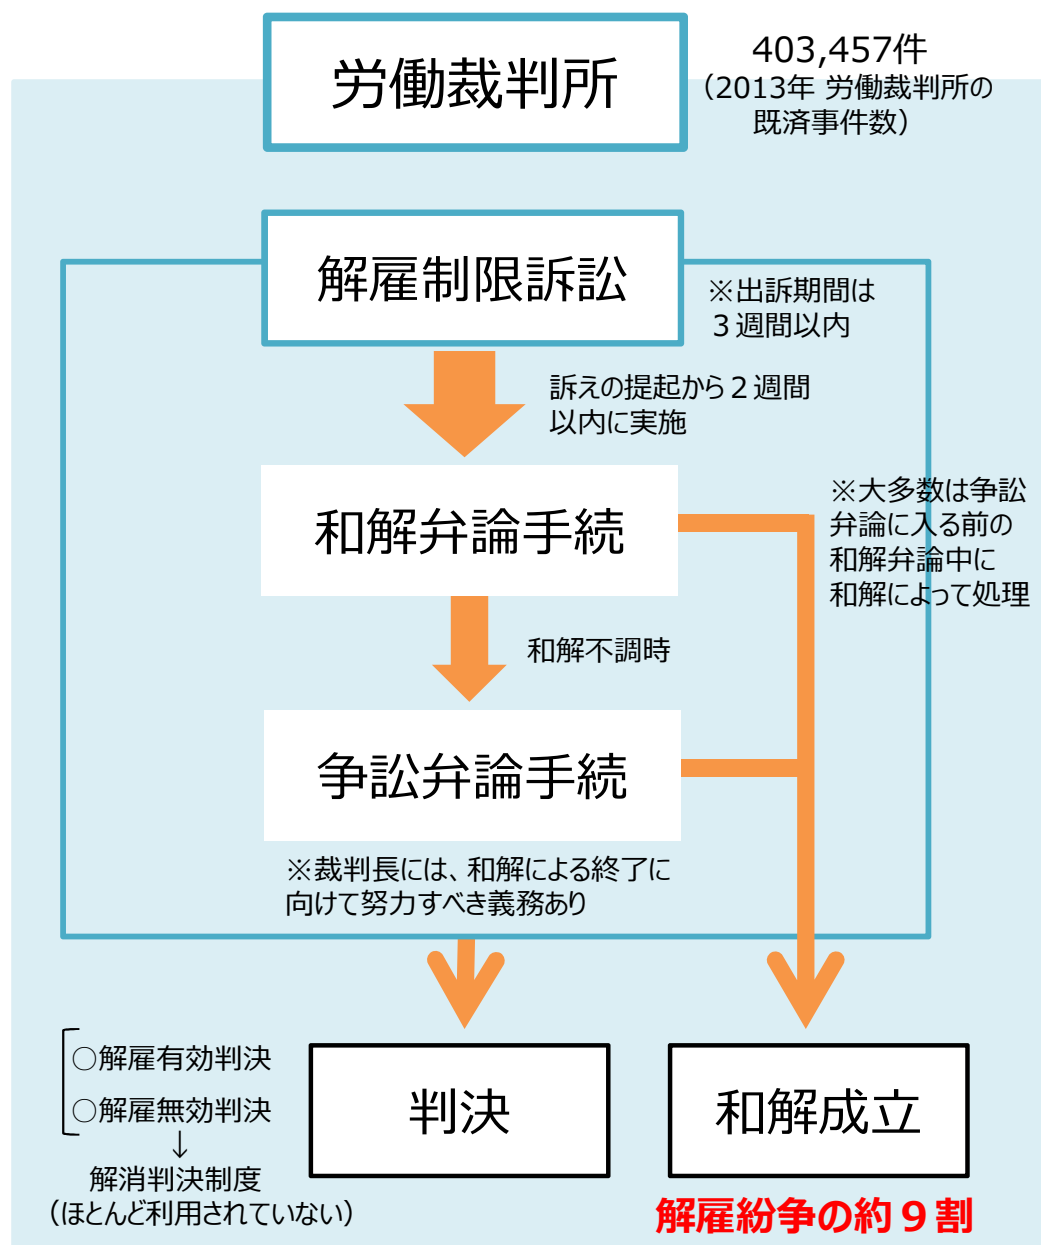 労働裁判所
403,457件
（2013年 労働裁判所の
既済事件数）
解雇制限訴訟
※出訴期間は
３週間以内
訴えの提起から２週間
以内に実施
和解弁論手続
※大多数は争訟
弁論に入る前の
和解弁論中に
和解によって処理
和解不調時
争訟弁論手続
※裁判長には、和解による終了に
向けて努力すべき義務あり
○解雇有効判決
○解雇無効判決
↓
解消判決制度
（ほとんど利用されていない）
判決
和解成立
解雇紛争の約９割